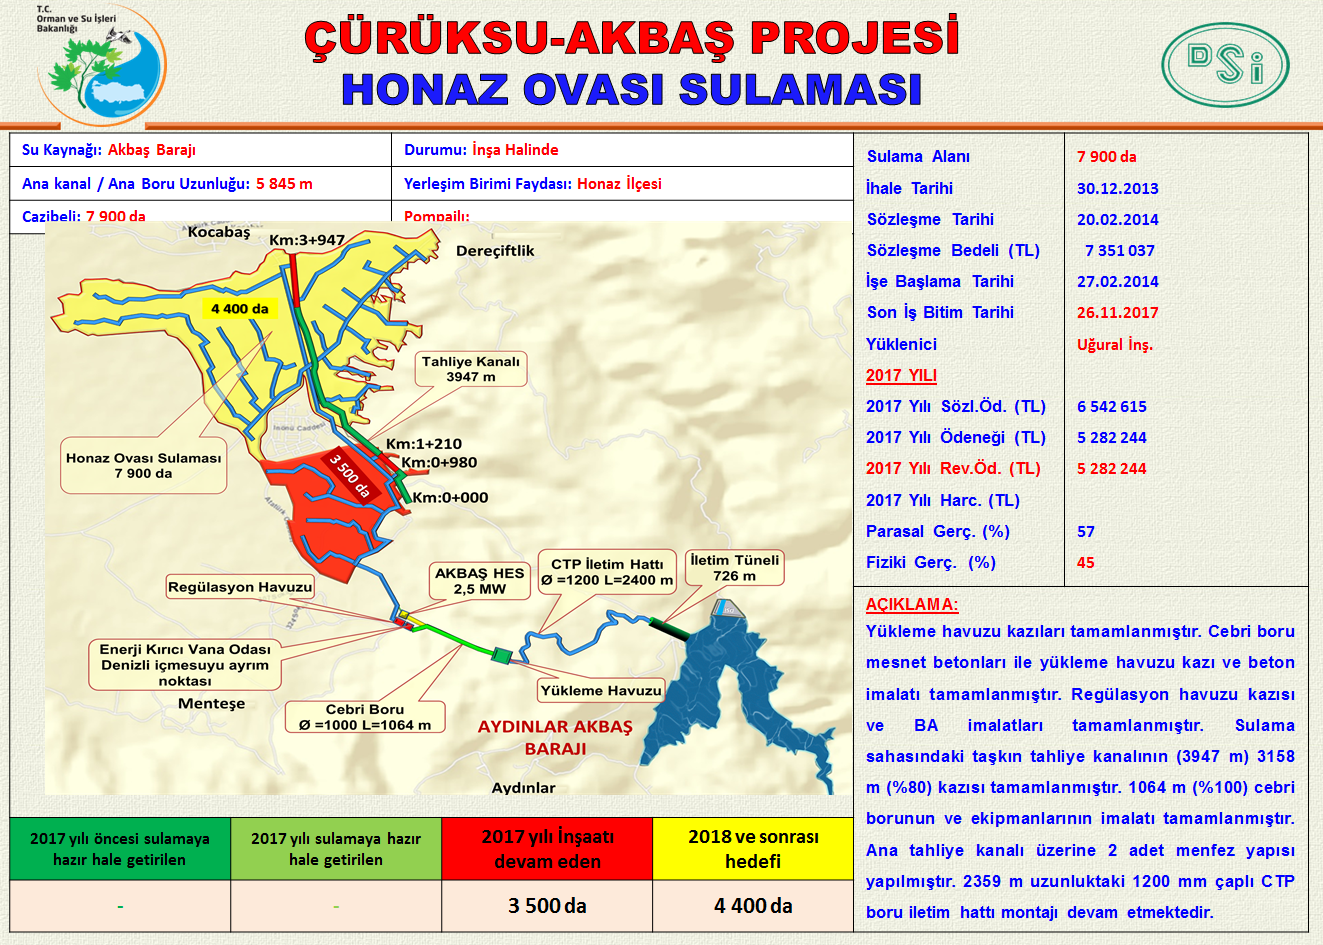 T.C.
Orman ve Su İşleri
Bakanlığı
ÇÜRÜKSU-AKBAŞ PROJESİ
HONAZ OVASI SULAMASI
DSİ
Su Kaynağı: Akbaş Barajı
Durumu: İnşa Halinde
Ana kanal / Ana Boru Uzunluğu: 5 845 m
Yerleşim Birimi Faydası: Honaz İlçesi
Cazibeli: 7 900 da
Pompajlı:
Sulama Alanı 7 900 da
İhale Tarihi 30.12.2013
Sözleşme Tarihi 20.02.2014
Sözleşme Bedeli (TL) 7 351 037
İşe Başlama Tarihi 27.02.2014
Son İş Bitim Tarihi 26.11.2017
Yüklenici Uğural İnş.
2017 YILI
2017 Yılı Sözl.Öd. (TL) 6 542 615
2017 Yılı Ödeneği (TL) 5 282 244
2017 Yılı Rev.Öd. (TL) 5 282 244
2017 Yılı Harc. (TL)
Parasal Gerç. (%) 57
Fiziki Gerç. (%) 45
Kocabaş
Km:3+947
Dereçiftlik
4 400 da
Tahliye Kanalı
3947 m
İnönü Caddesi
Km:1+210
Km:0+980
Km:0+000
3 500 da
Honaz Ovası Sulaması
7 900 da
Regülasyon Havuzu
AKBAŞ HES
2,5 MW
CTP İletim Hattı
Ø =1200 L=2400 m
İletim Tüneli
726 m
Enerji Kırıcı Vana Odası
Denizli içmesuyu ayrım
noktası
Menteşe
Cebri Boru
Ø =1000 L=1064 m
Yükleme Havuzu
AYDINLAR AKBAŞ
BARAJI
Aydınlar
AÇIKLAMA:
Yükleme havuzu kazıları tamamlanmıştır. Cebri boru
mesnet betonları ile yükleme havuzu kazı ve beton
imalatı tamamlanmıştır. Regülasyon havuzu kazısı
ve BA imalatları tamamlanmıştır. Sulama
sahasındaki taşkın tahliye kanalının (3947 m) 3158
m (%80) kazısı tamamlanmıştır. 1064 m (%100) cebri
borunun ve ekipmanlarının imalatı tamamlanmıştır.
Ana tahliye kanalı üzerine 2 adet menfez yapısı
yapılmıştır. 2359 m uzunluktaki 1200 mm çaplı CTP
boru iletim hattı montajı devam etmektedir.
2017 yılı öncesi sulamaya
hazır hale getirilen
2017 yılı sulamaya hazır
hale getirilen
2017 yılı İnşaatı
devam eden
2018 ve sonrası
hedefi
-
-
3 500 da
4 400 da